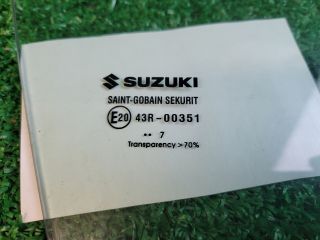 SUZUKI
SAINT-GOBAIN SEKURIT
E20 43R-00351
•• 7
Transparency >70%